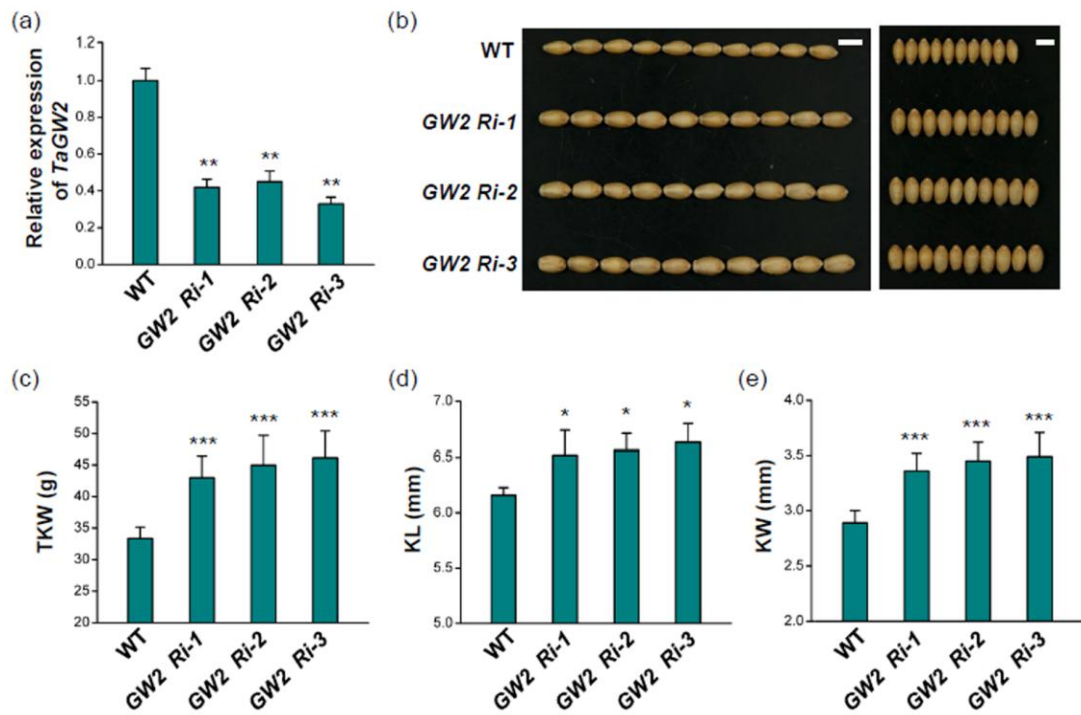 (a)
Relative expression
of TaGW2
1.2
1.0
0.8
0.6
0.4
0.2
0.0
**
**
**
WT
GW2 Ri-1
GW2 Ri-2
GW2 Ri-3
(b)
WT
GW2 Ri-1
GW2 Ri-2
GW2 Ri-3
(c)
TKW (g)
55
50
45
40
35
30
25
20
***
***
***
WT
GW2 Ri-1
GW2 Ri-2
GW2 Ri-3
(d)
KL (mm)
7.0
6.5
6.0
5.5
5.0
*
*
*
WT
GW2 Ri-1
GW2 Ri-2
GW2 Ri-3
(e)
KW (mm)
4.0
3.5
3.0
2.5
2.0
***
***
***
WT
GW2 Ri-1
GW2 Ri-2
GW2 Ri-3